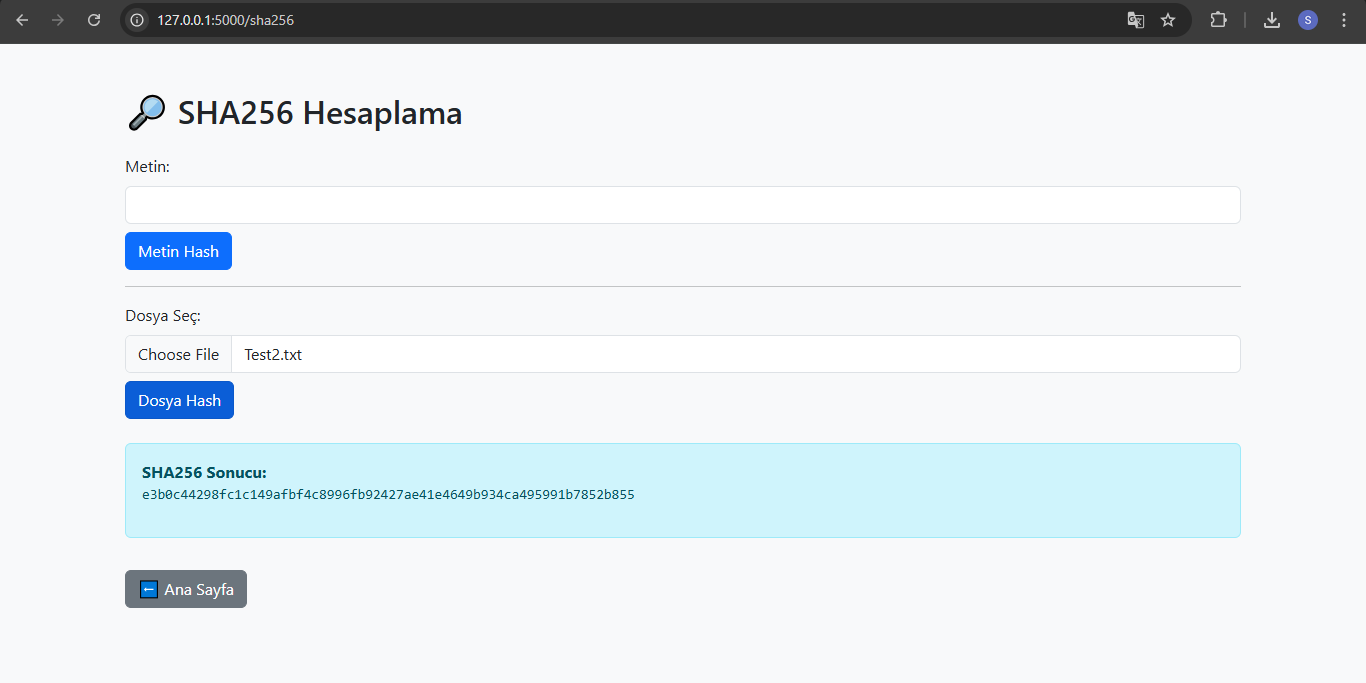 127.0.0.1:5000/sha256
S
SHA256 Hesaplama
Metin:
Metin Hash
Dosya Seç:
Choose File Test2.txt
Dosya Hash
SHA256 Sonucu:
e3b0c44298fc1c149afbf4c8996fb92427ae41e4649b934ca495991b7852b855
Ana Sayfa